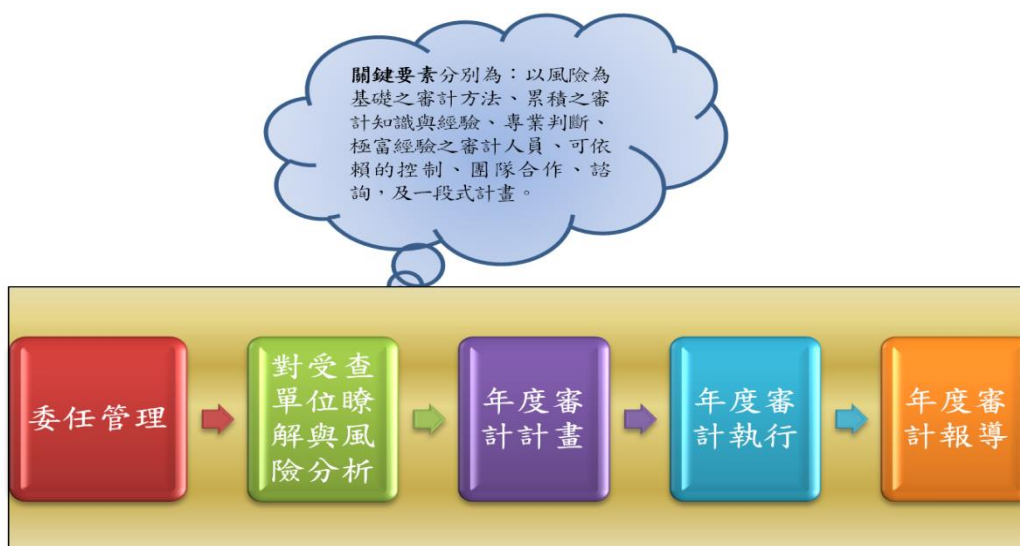 關鍵要素分別為：以風險為
基礎之審計方法、累積之審
計知識與經驗、專業判斷、
極富經驗之審計人員、可依
賴的控制、團隊合作、諮
詢，及一段式計畫。
委任管理
對受查
單位瞭
解與風
險分析
年度審
計計畫
年度審
計執行
年度審
計報導